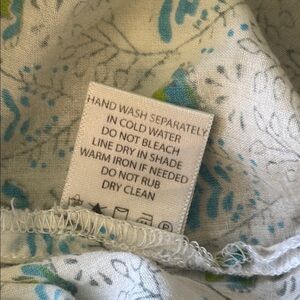 HAND WASH SEPARATELY
IN COLD WATER
DO NOT BLEACH
LINE DRY IN SHADE
WARM IRON IF NEEDED
DO NOT RUB
DRY CLEAN